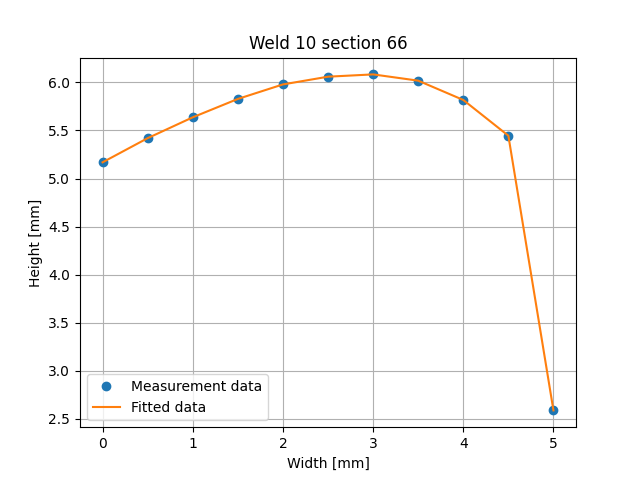 Weld 10 section 66
Height [mm]
6.0
5.5
5.0
4.5
4.0
3.5
3.0
2.5
Measurement data
Fitted data
0 1 2 3 4 5
Width [mm]